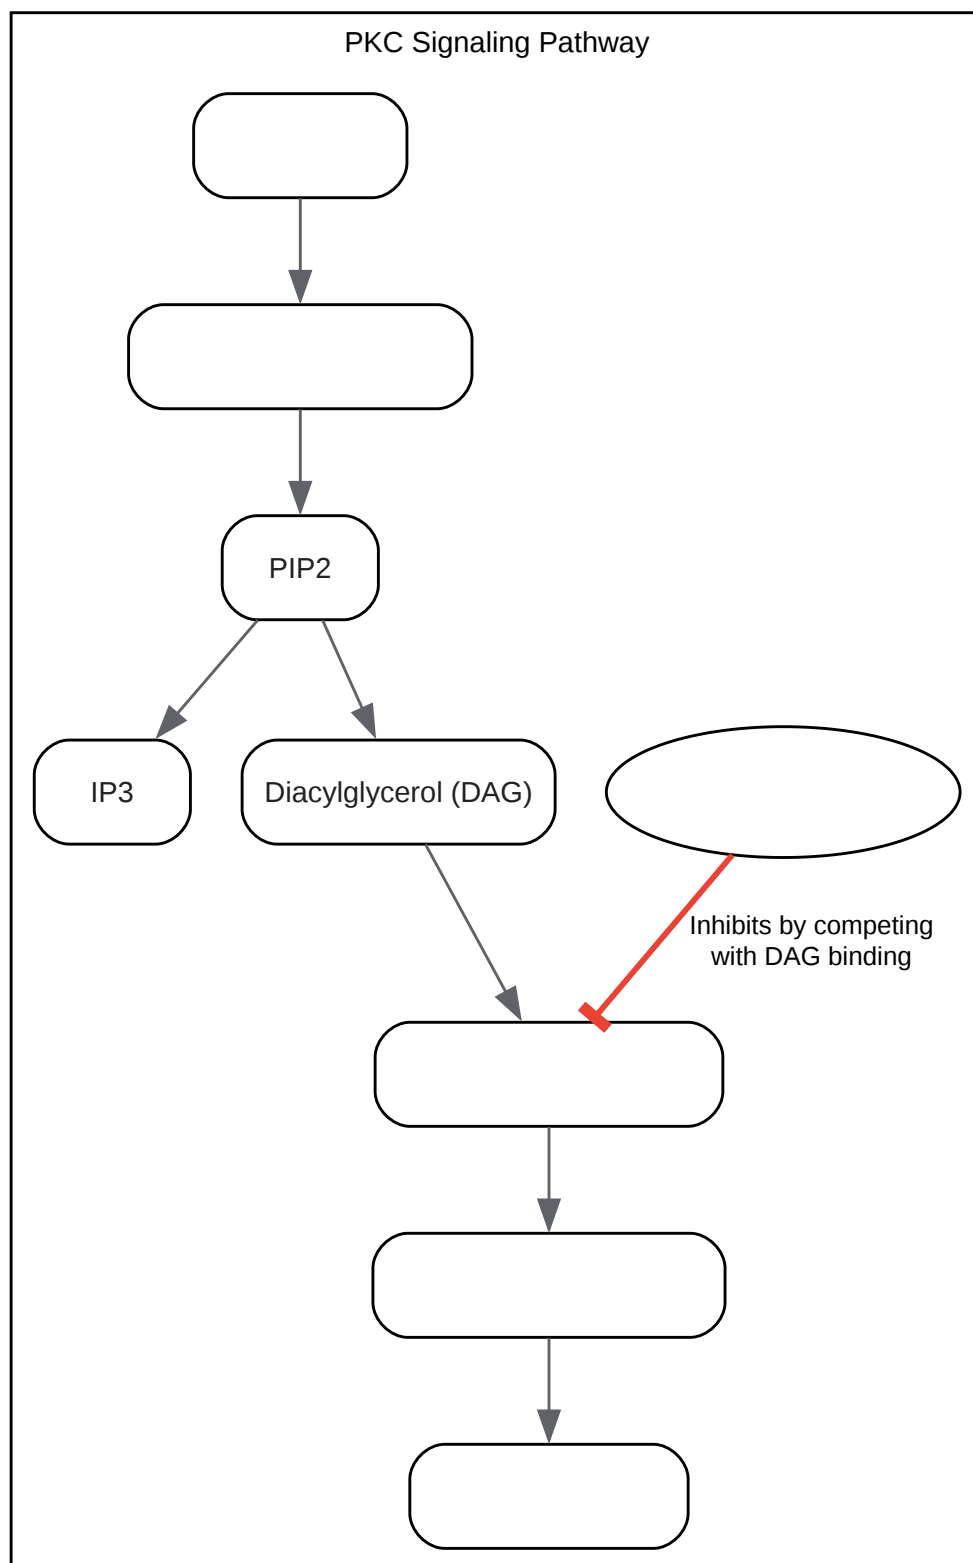 PKC Signaling Pathway
PIP2
IP3
Diacylglycerol (DAG)
Inhibits by competing
with DAG binding